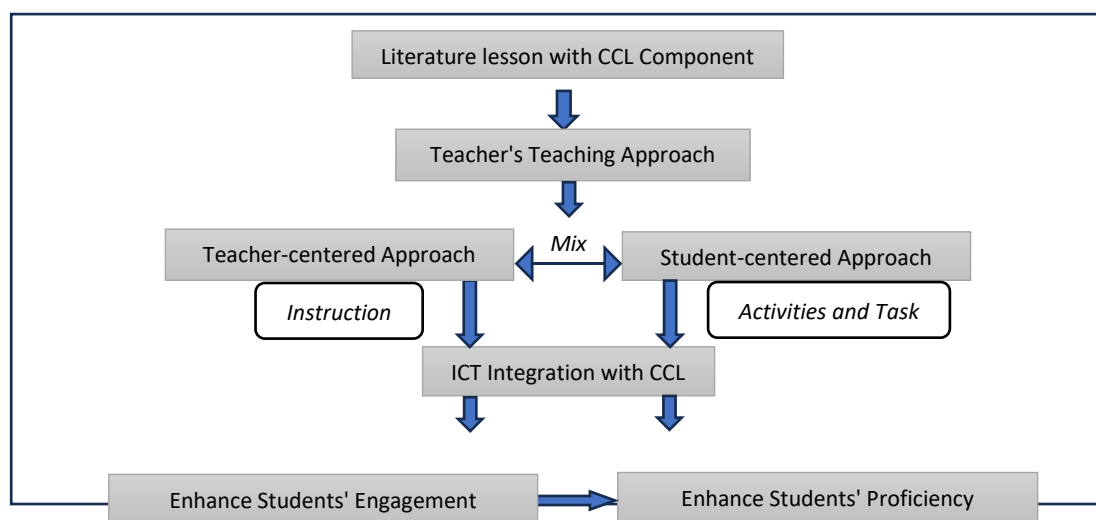 Literature lesson with CCL Component
Teacher's Teaching Approach
Mix
Teacher-centered Approach
Student-centered Approach
Instruction
Activities and Task
ICT Integration with CCL
Enhance Students' Engagement
Enhance Students' Proficiency